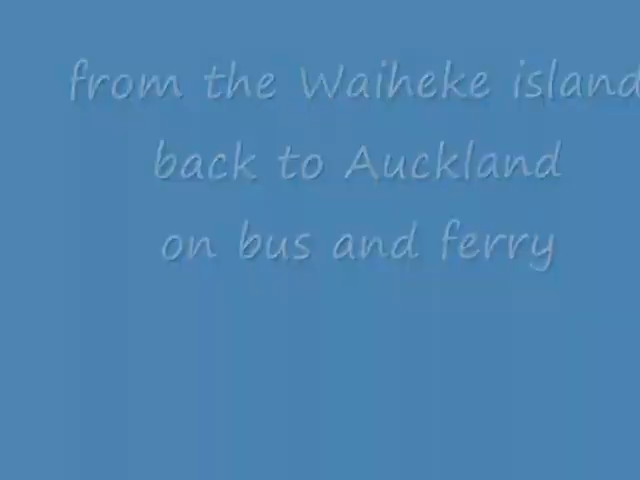 from the Waiheke island
back to Auckland
on bus and ferry